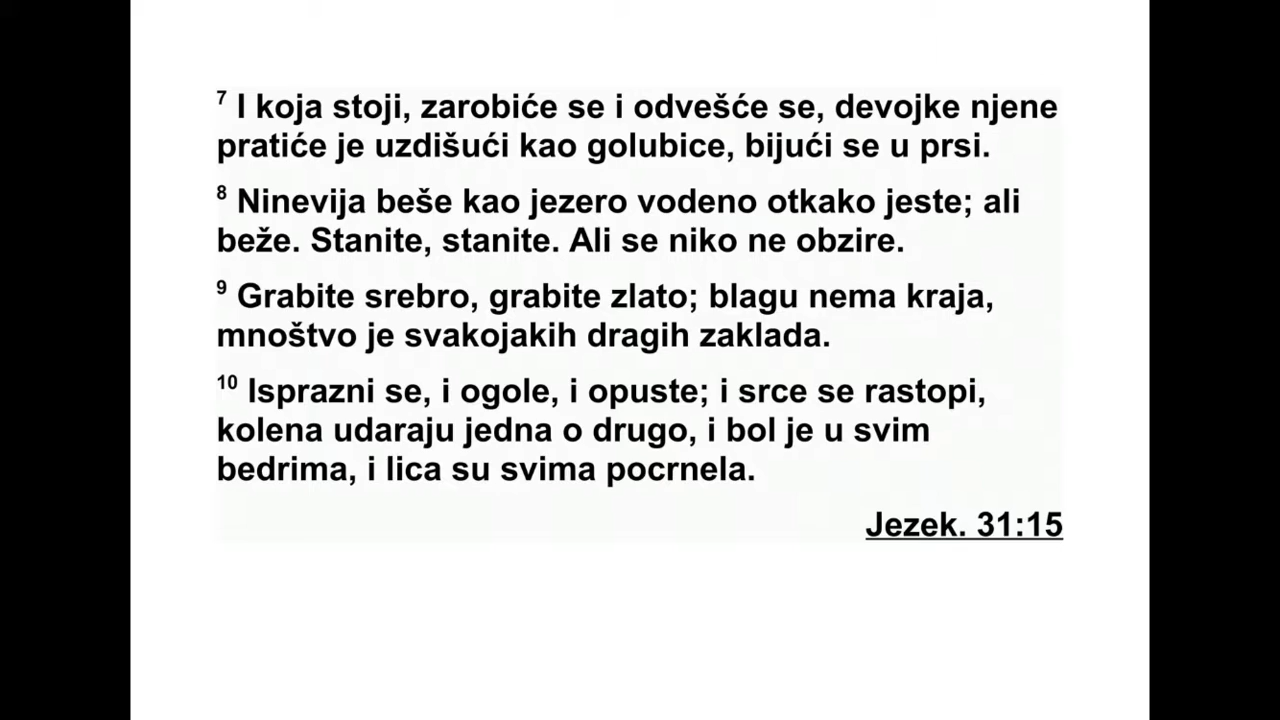 7 I koja stoji, zarobiće se i odvešće se, devojke njene
pratiće je uzdišući kao golubice, bijući se u prsi.
8 Ninevija beše kao jezero vodeno otkako jeste; ali
beže. Stanite, stanite. Ali se niko ne obzire.
9 Grabite srebro, grabite zlato; blagu nema kraja,
mnoštvo je svakojakih dragih zaklada.
10 Isprazni se, i ogole, i opuste; i srce se rastopi,
kolena udaraju jedna o drugo, i bol je u svim
bedrima, i lica su svima pocrnela.
Jezek. 31:15